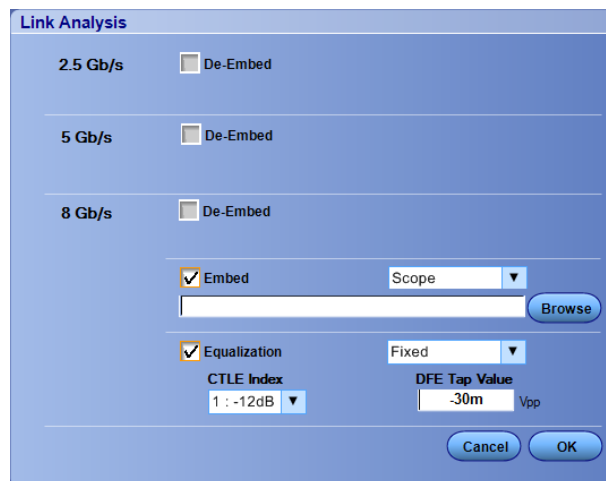 Link Analysis
2.5 Gb/s De-Embed
5 Gb/s De-Embed
8 Gb/s De-Embed
Embed Scope
Browse
Equalization Fixed
CTLE Index DFE Tap Value
1 : -12dB -30m Vpp
Cancel OK